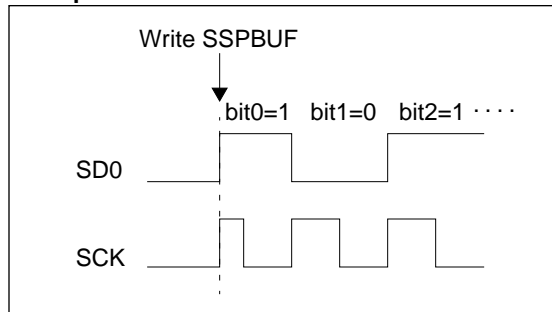 Write SSPBUF
bit0=1 bit1=0 bit2=1 ····
SD0
SCK